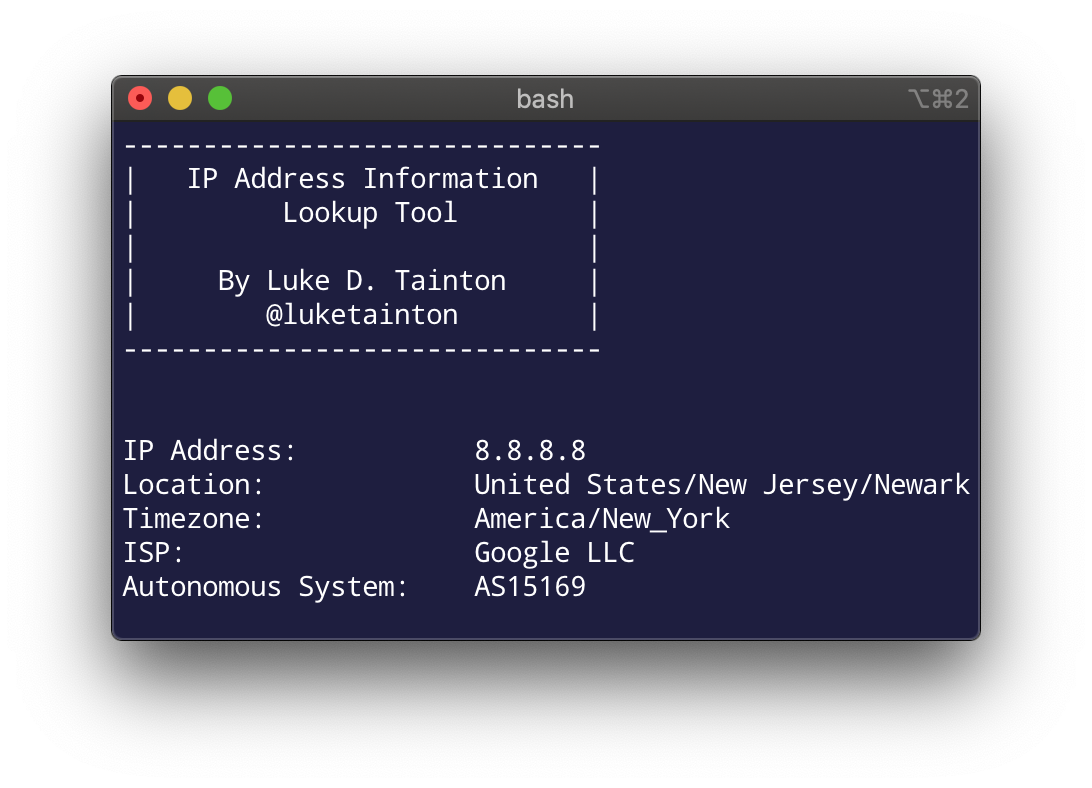 bash ⌥⌘2
------------------------------
|   IP Address Information   |
|         Lookup Tool        |
|                            |
|     By Luke D. Tainton     |
|        @luketainton        |
------------------------------
IP Address:           8.8.8.8
Location:             United States/New Jersey/Newark
Timezone:             America/New_York
ISP:                  Google LLC
Autonomous System:    AS15169